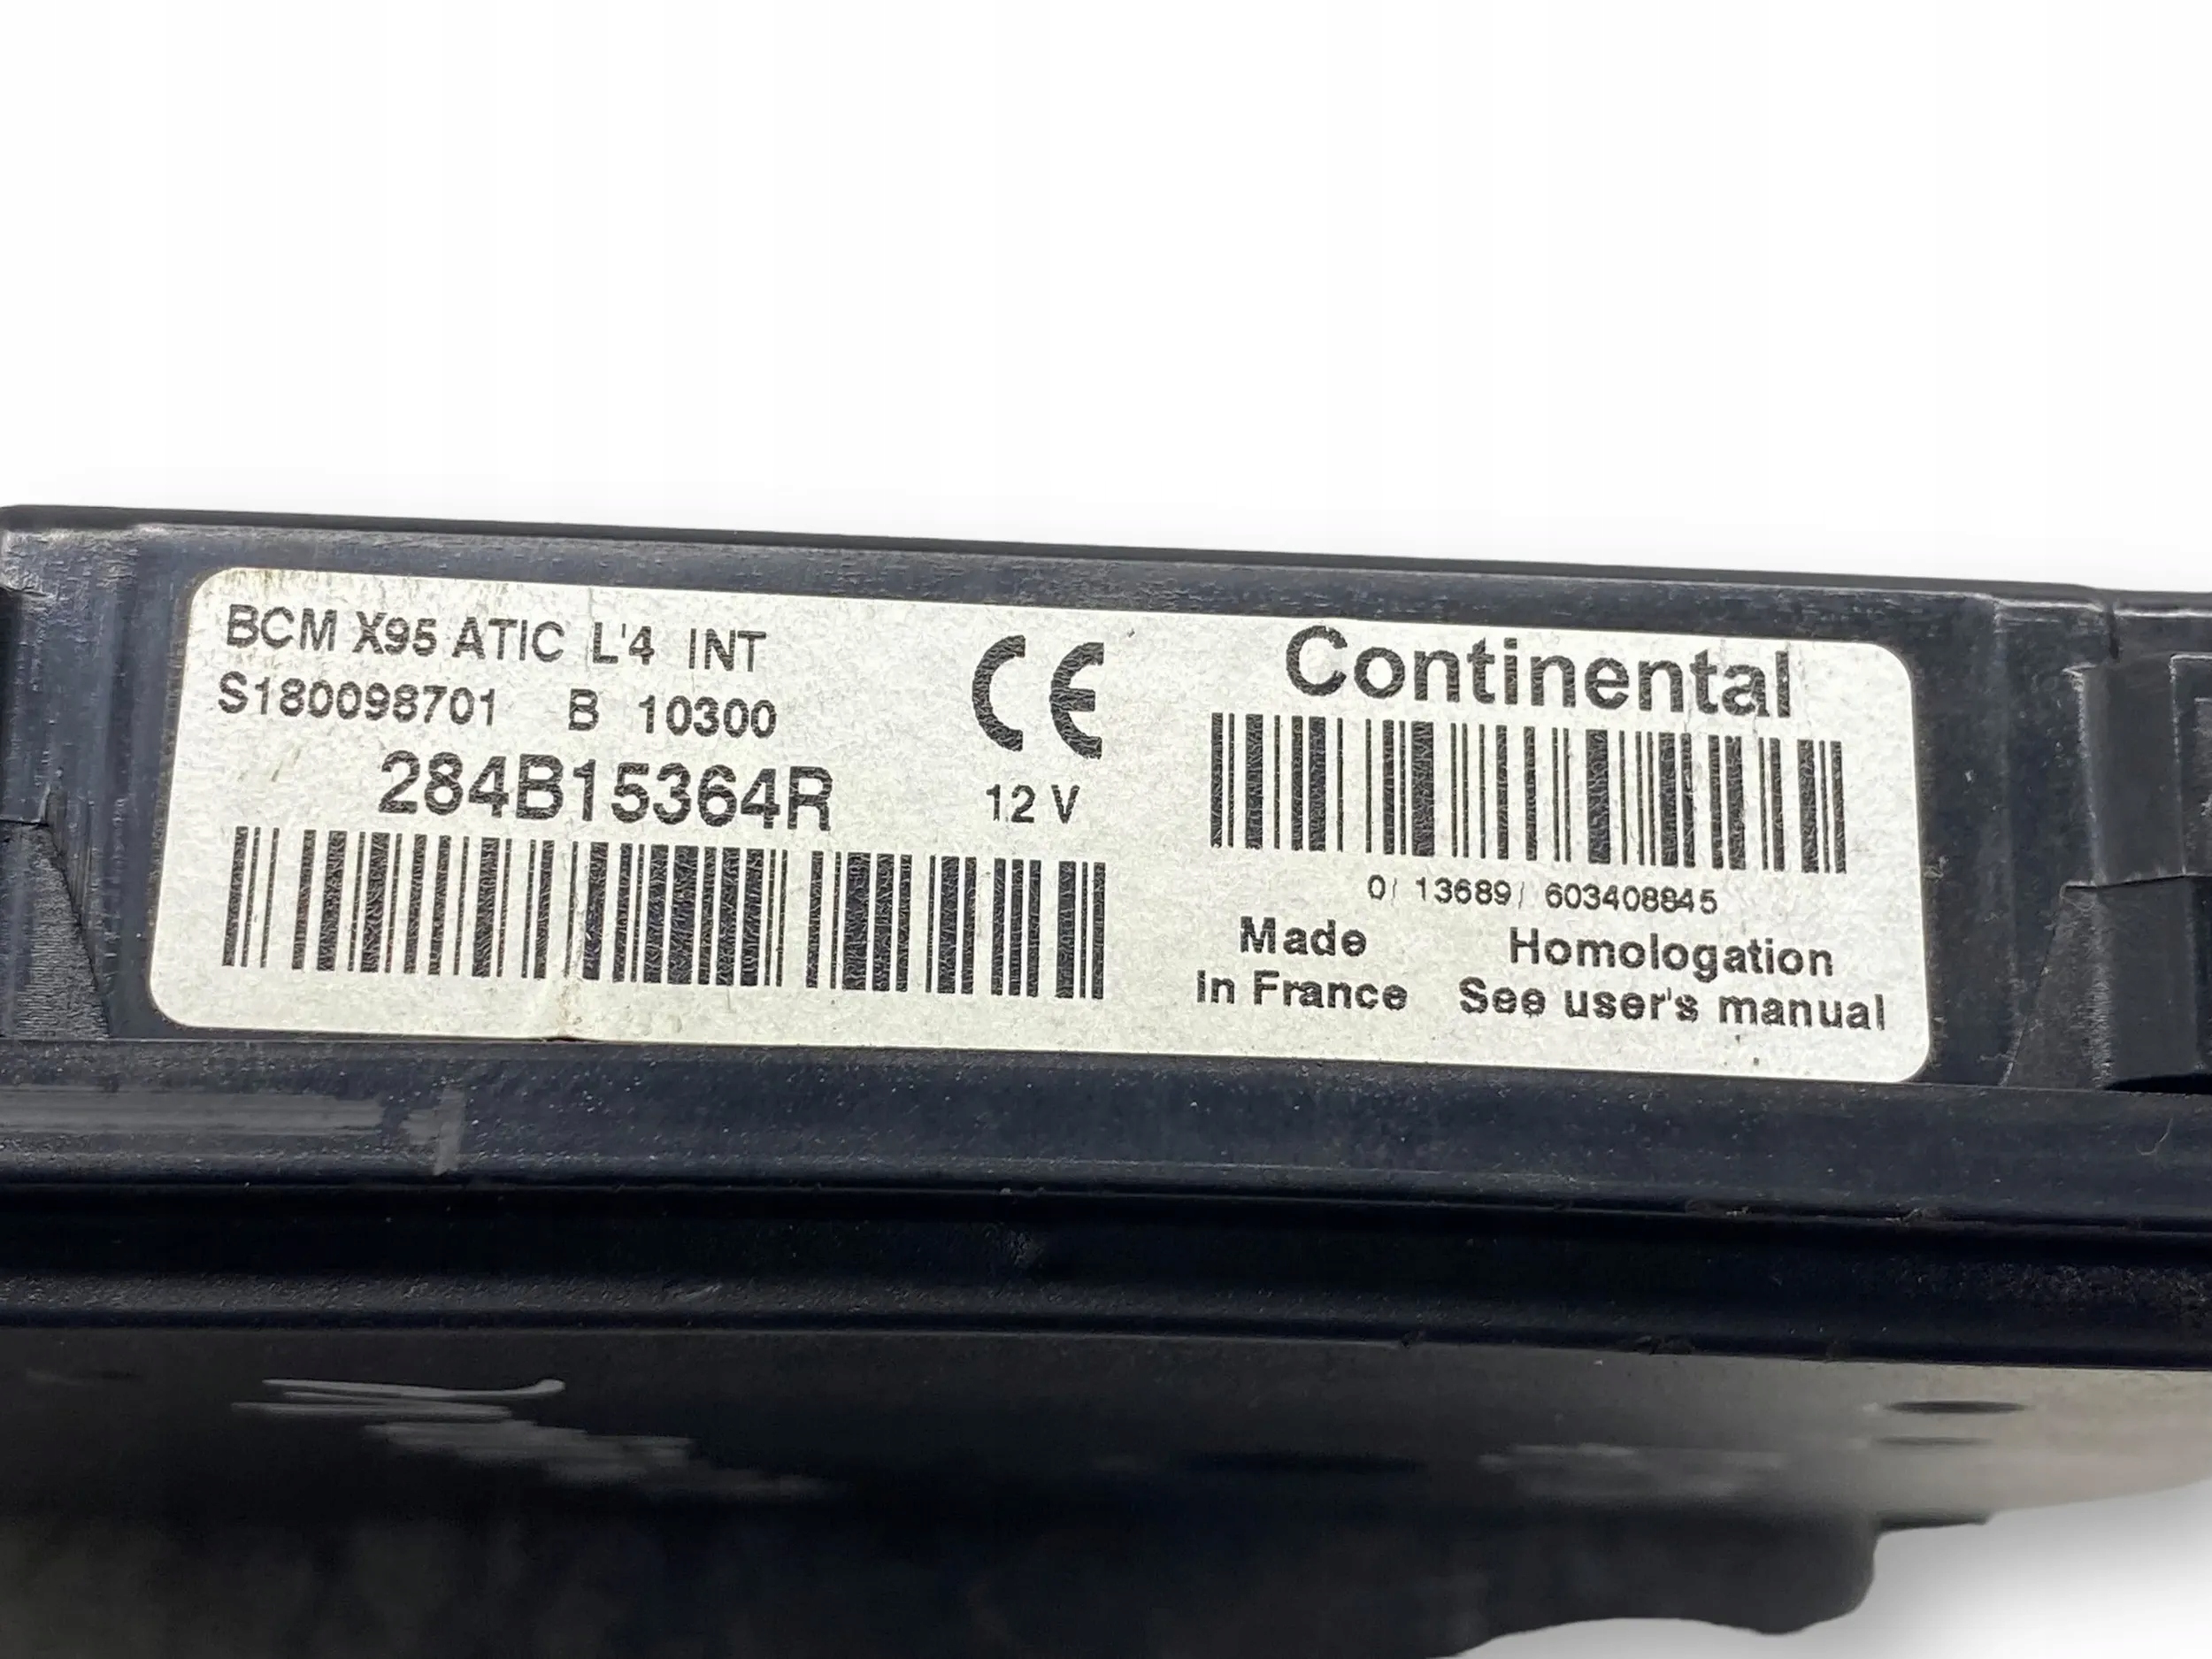 BCM X95 ATIC L'4 INT
S180098701 B 10300
284B15364R
CE
12 V
Continental
0/ 13689/ 603408845
Made in France
Homologation
See user's manual